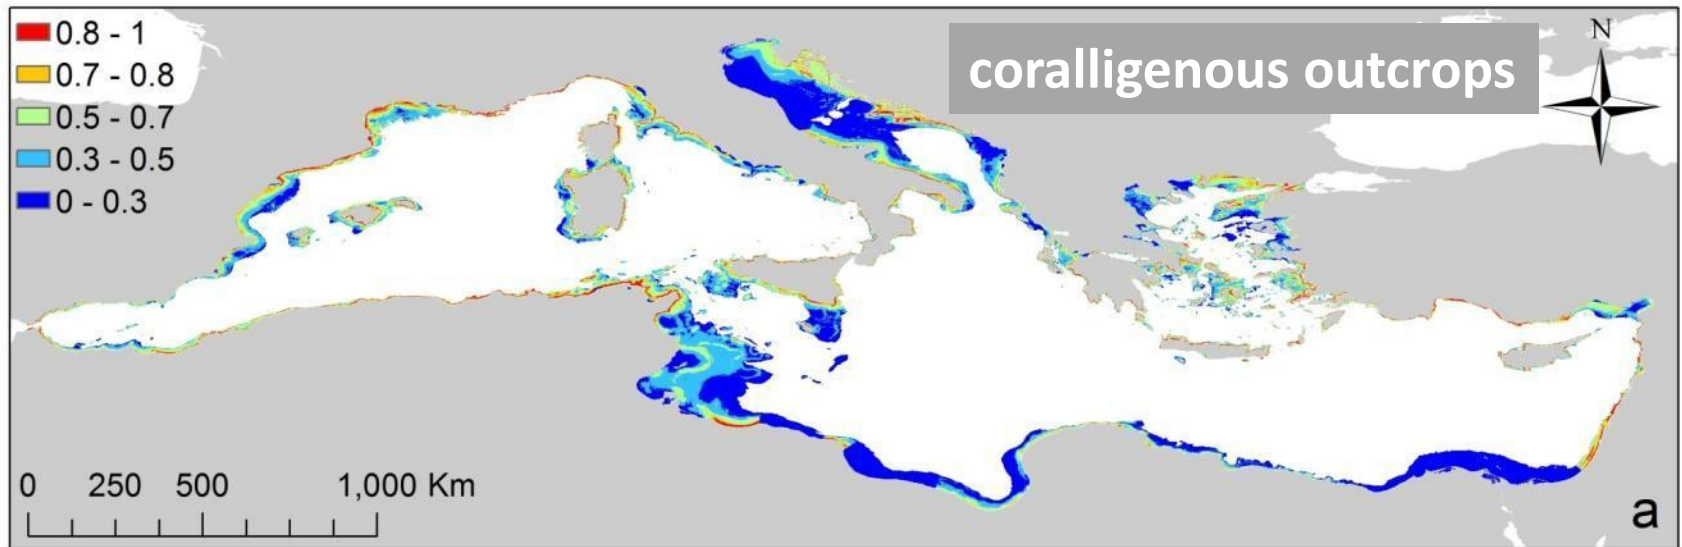 0.8 - 1
0.7 - 0.8
0.5 - 0.7
0.3 - 0.5
0 - 0.3
coralligenous outcrops
N
0 250 500 1,000 Km
a